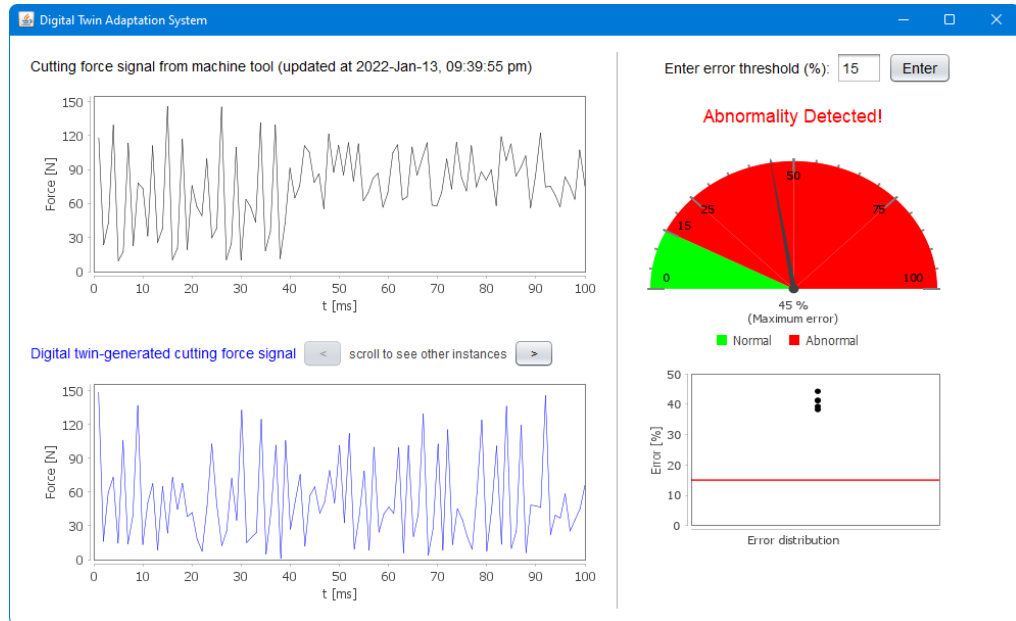 Digital Twin Adaptation System
Cutting force signal from machine tool (updated at 2022-Jan-13, 09:39:55 pm)
150
120
90
60
30
0
Force [N]
0 10 20 30 40 50 60 70 80 90 100
t [ms]
Digital twin-generated cutting force signal < scroll to see other instances >
150
120
90
60
30
0
Force [N]
0 10 20 30 40 50 60 70 80 90 100
t [ms]
Enter error threshold (%): 15 Enter
Abnormality Detected!
0
15
25
50
75
100
45 %
(Maximum error)
Normal Abnormal
50
40
30
20
10
0
Error [%]
Error distribution